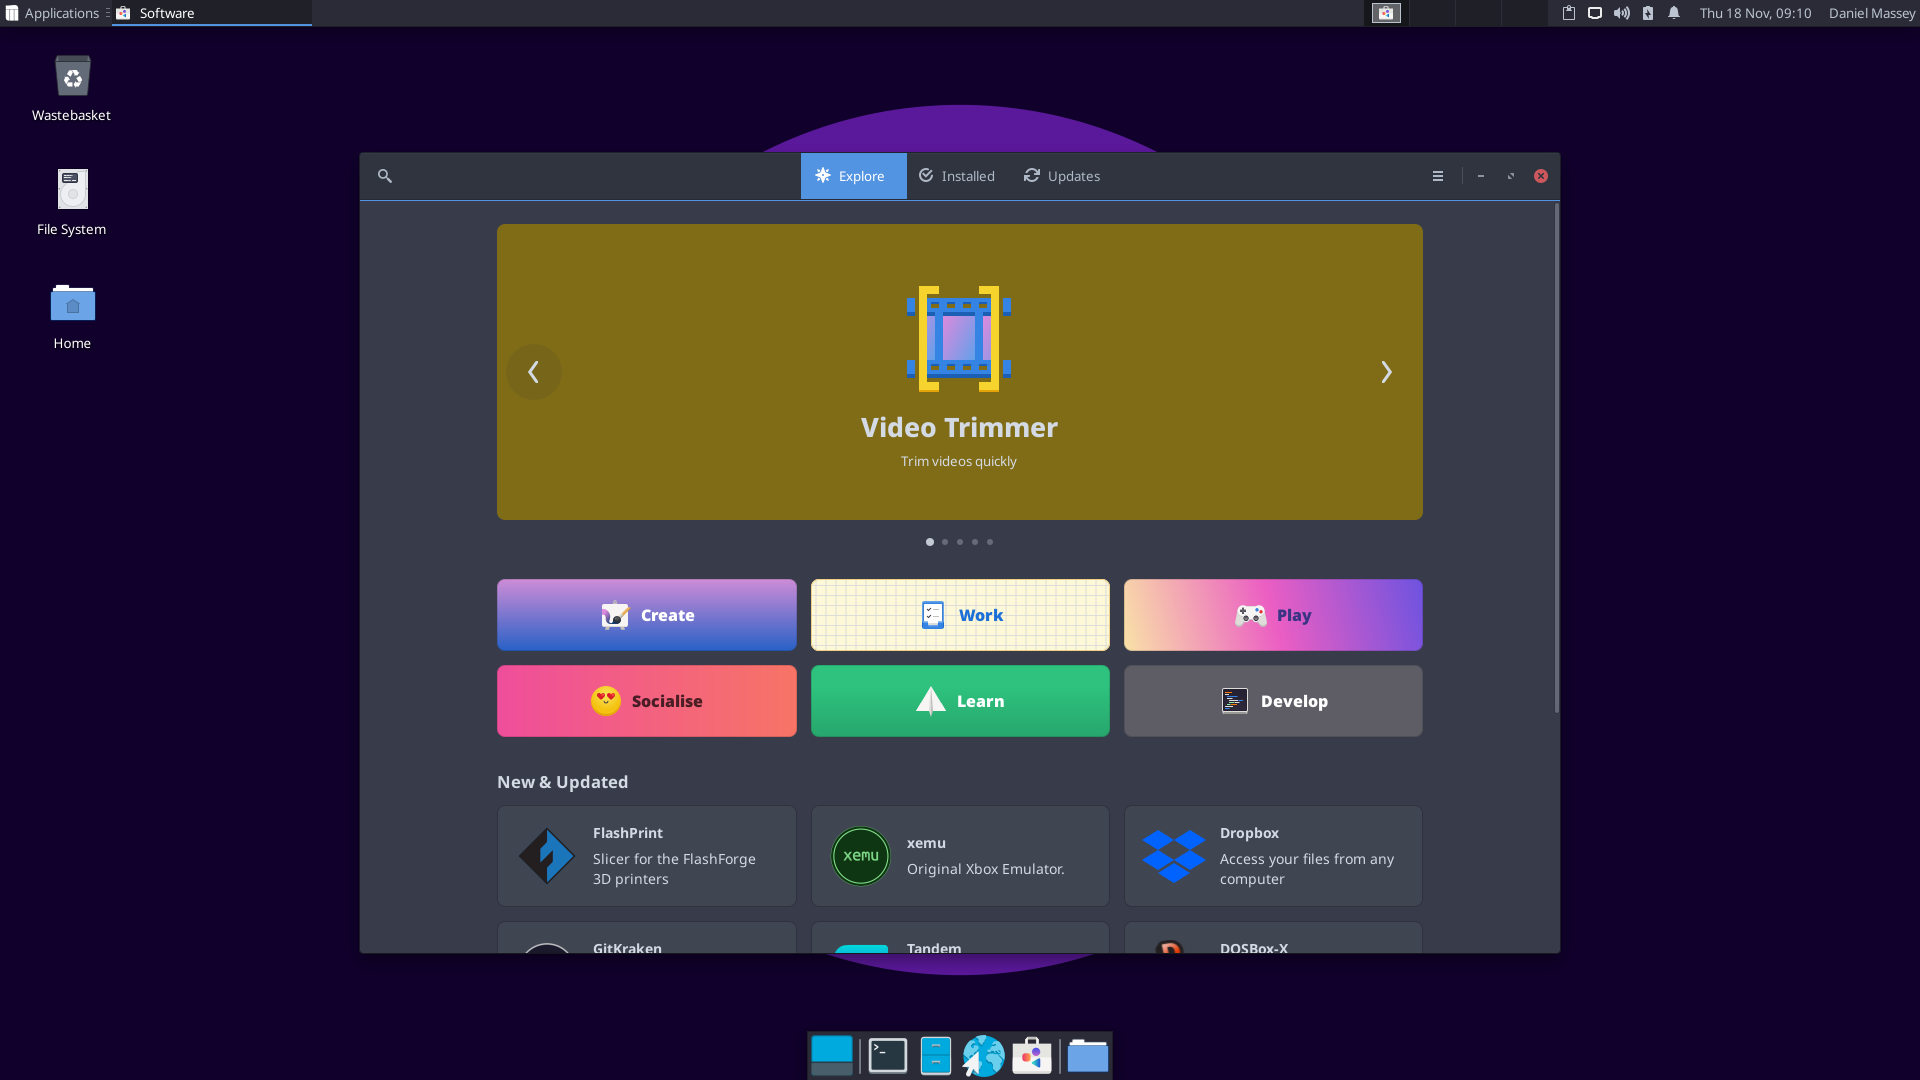 Applications
Software
Thu 18 Nov, 09:10
Daniel Massey
Wastebasket
File System
Home
Explore
Installed
Updates
Video Trimmer
Trim videos quickly
Create
Work
Play
Socialise
Learn
Develop
New & Updated
FlashPrint
Slicer for the FlashForge
3D printers
xemu
xemu
Original Xbox Emulator.
Dropbox
Access your files from any
computer
GitKraken
Tandem
DOSBox-X